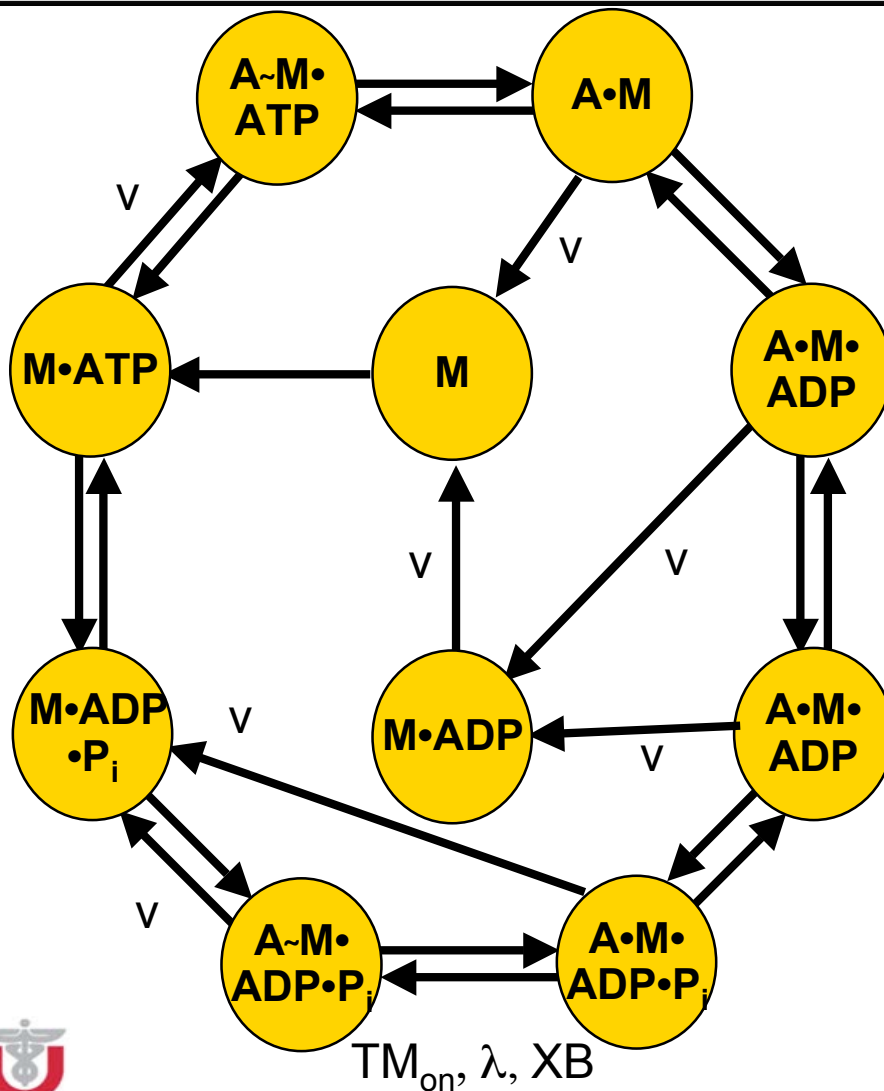 A~M•
ATP
A•M
v
v
M•ATP
M
A•M•
ADP
v
v
M•ADP
•Pi
v
M•ADP
v
A•M•
ADP
v
A~M•
ADP•Pi
A•M•
ADP•Pi
TMon, λ, XB